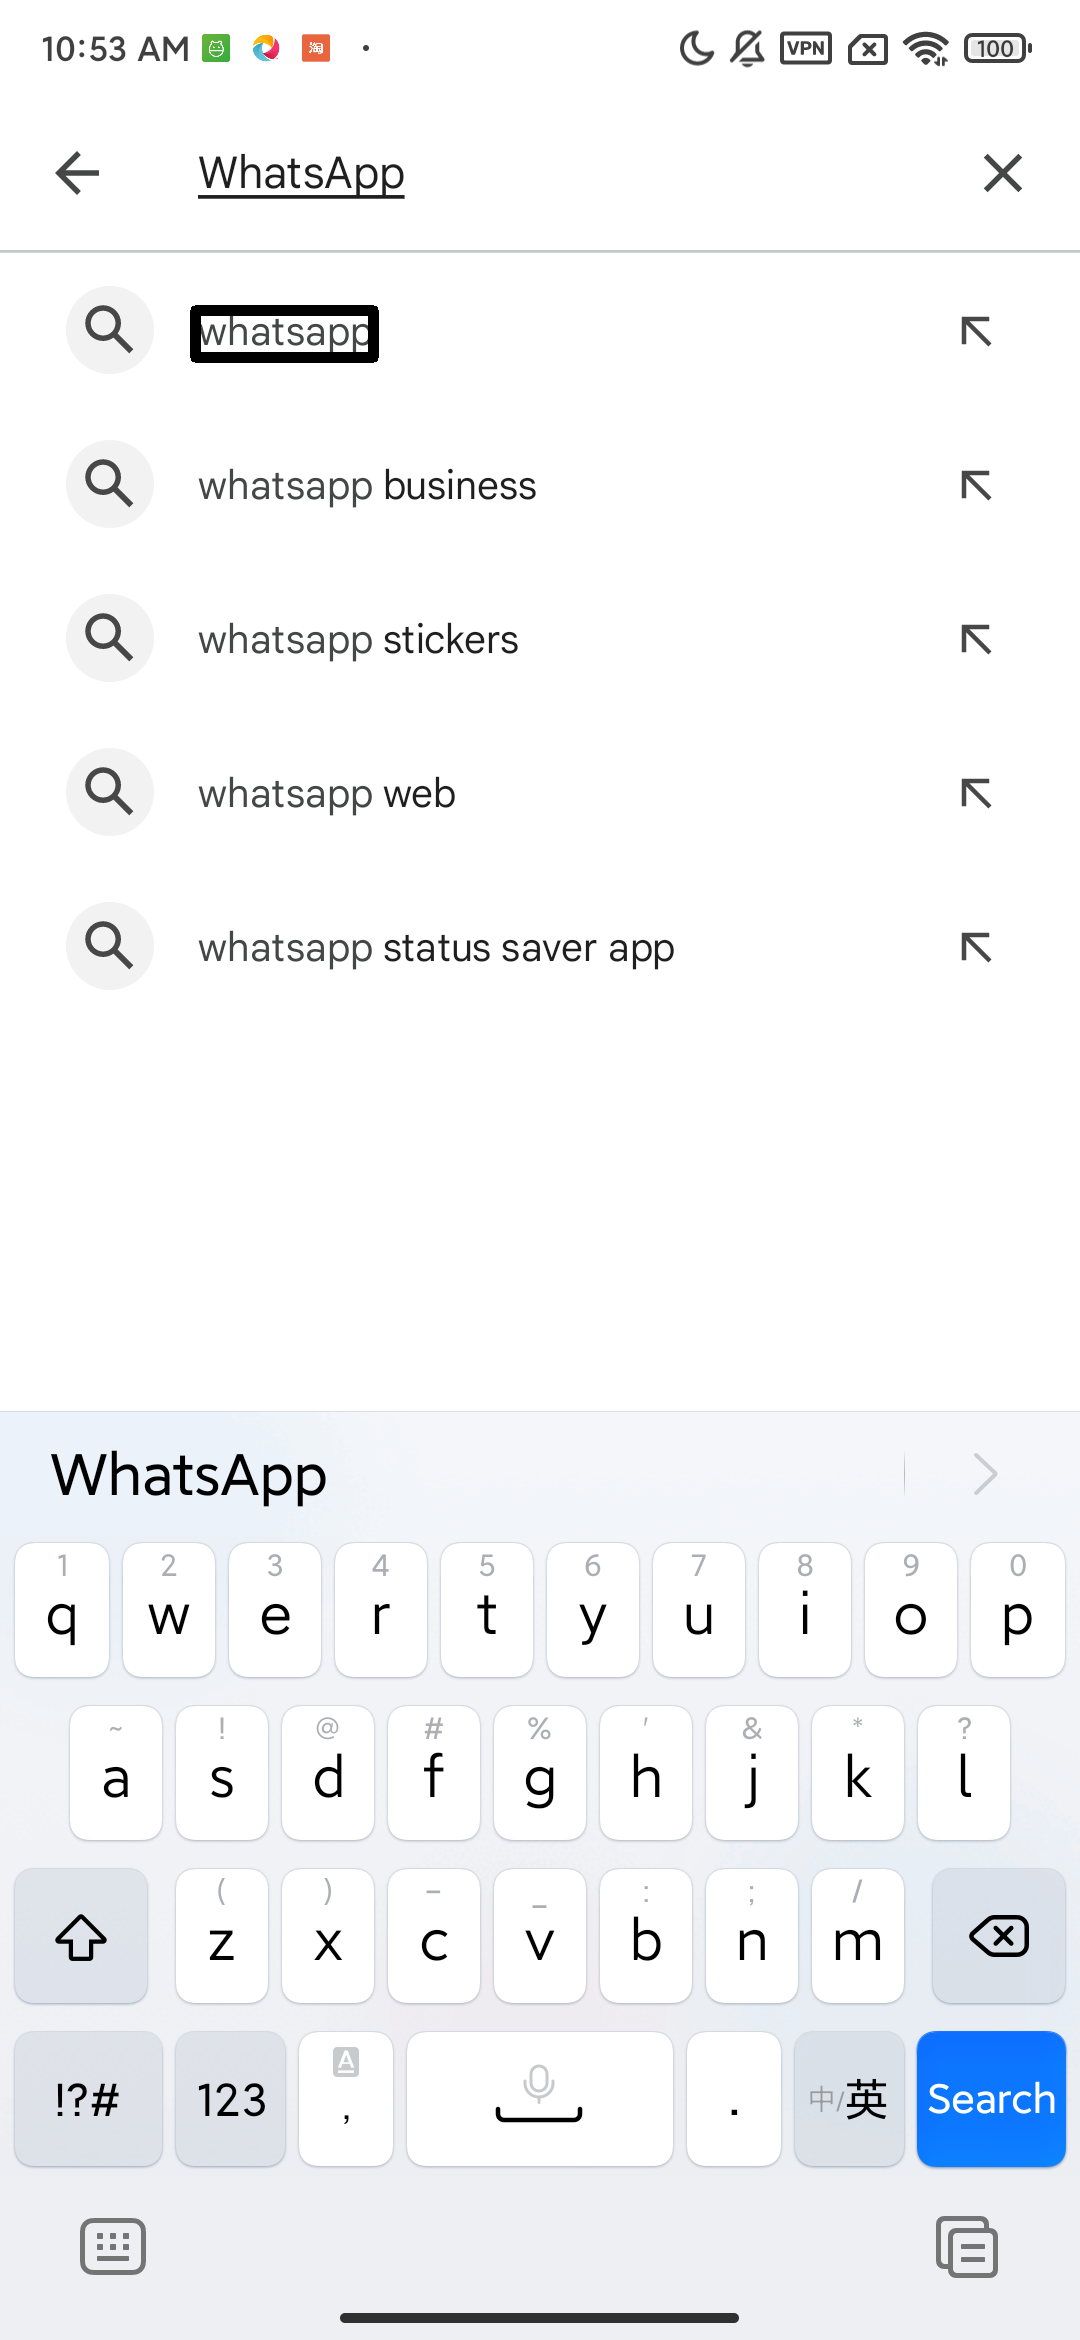 10:53 AM 淘 VPN 100
WhatsApp
whatsapp
whatsapp business
whatsapp stickers
whatsapp web
whatsapp status saver app
WhatsApp
1 2 3 4 5 6 7 8 9 0
q w e r t y u i o p
~ ! @ # % ' & * ?
a s d f g h j k l
( ) – _ : ; /
z x c v b n m
A
!?# 123 , . 中/英 Search